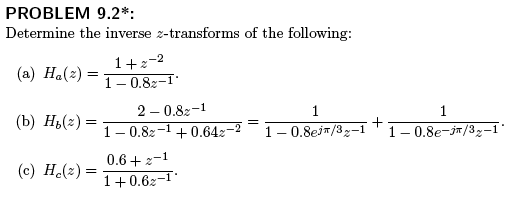 PROBLEM 9.2*:
Determine the inverse z-transforms of the following:
(a) Hₐ(z) = (1 + z⁻²) / (1 − 0.8z⁻¹).
(b) H_b(z) = (2 − 0.8z⁻¹) / (1 − 0.8z⁻¹ + 0.64z⁻²) = 1 / (1 − 0.8e^{jπ/3}z⁻¹) + 1 / (1 − 0.8e^{−jπ/3}z⁻¹).
(c) H_c(z) = (0.6 + z⁻¹) / (1 + 0.6z⁻¹).